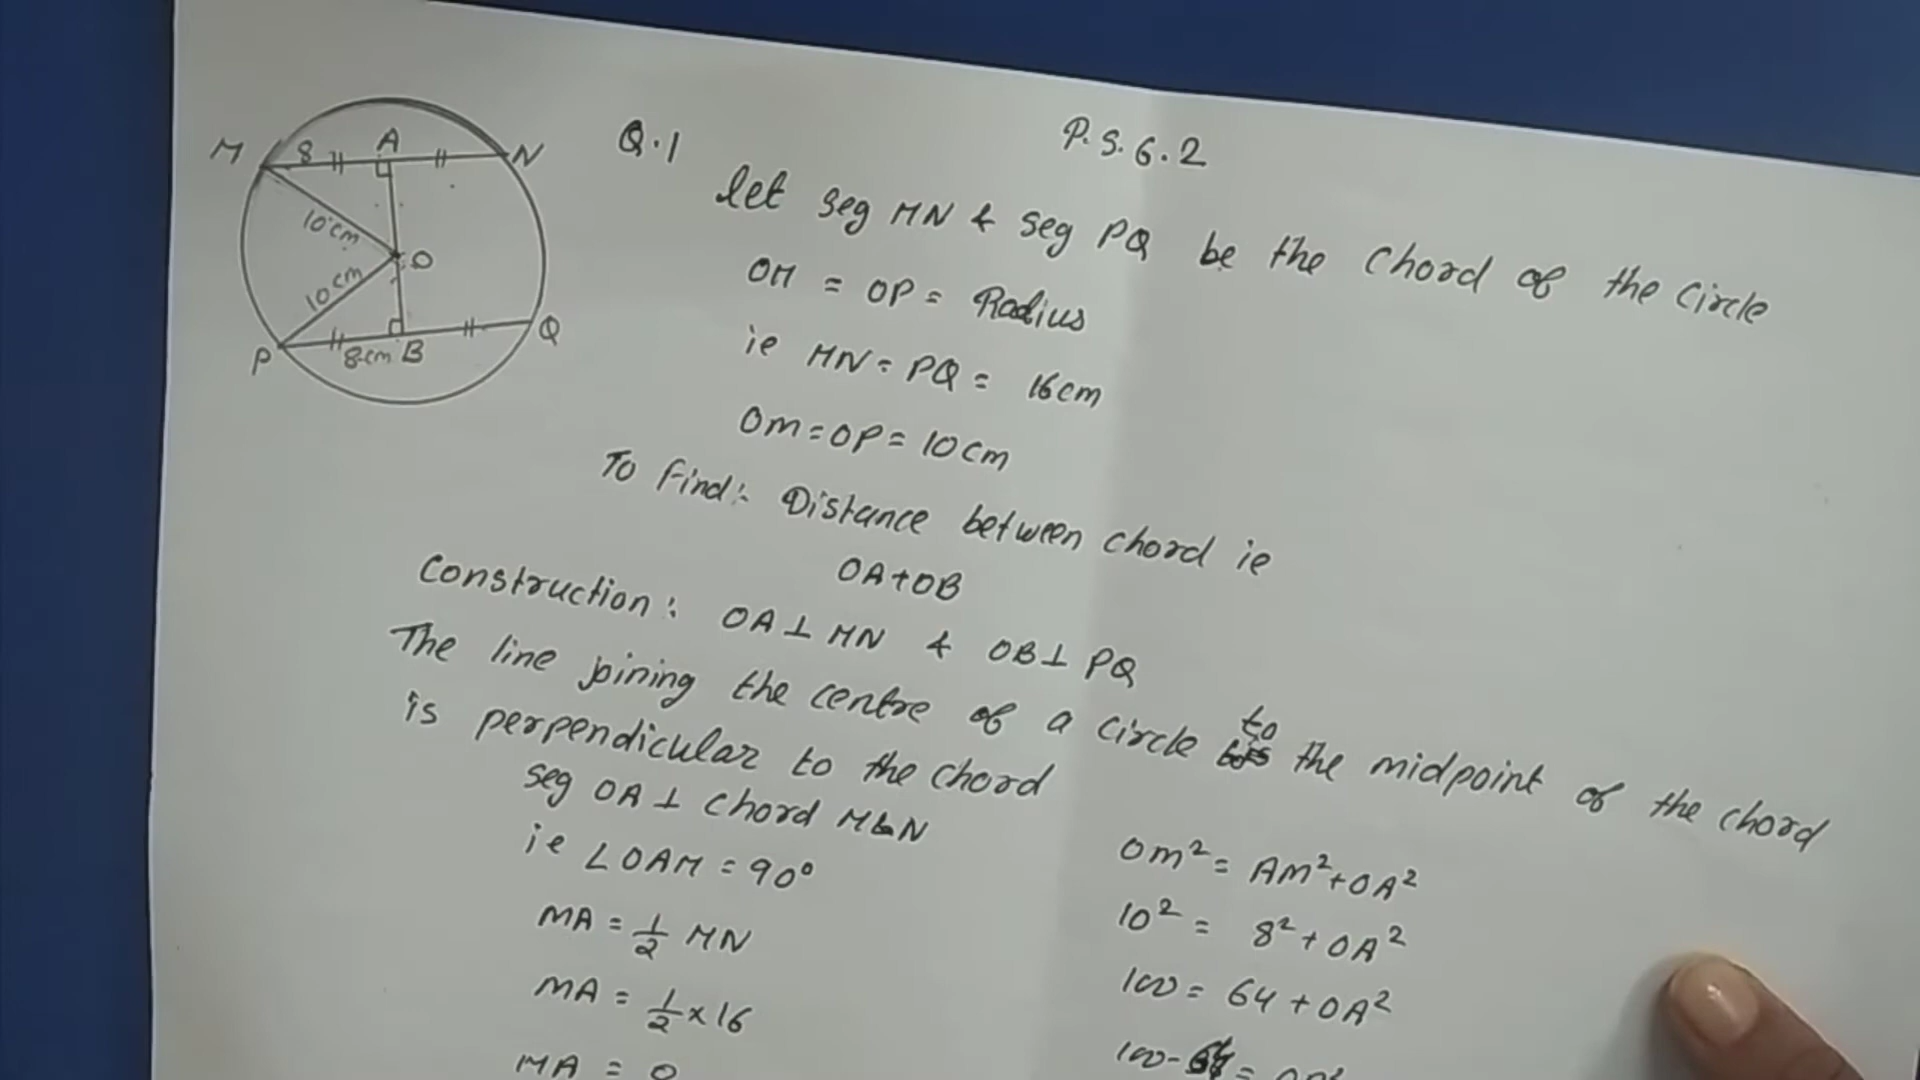 P.S. 6.2
Q.1
let seg MN & seg PQ be the chord of the circle
OM = OP = Radius
ie MN = PQ = 16cm
Om = OP = 10cm
To find:- Distance between chord ie
OA+OB
Construction: OA ⊥ MN & OB ⊥ PQ
to
The line joining the centre of a circle the midpoint of the chord
is perpendicular to the chord
seg OA ⊥ chord MN
ie ∠OAM = 90°
MA = 1/2 MN
MA = 1/2 × 16
MA =
Om² = AM² + OA²
10² = 8² + OA²
100 = 64 + OA²
100 - 64 =
M
8
A
N
10cm
O
10cm
P
8cm
B
Q